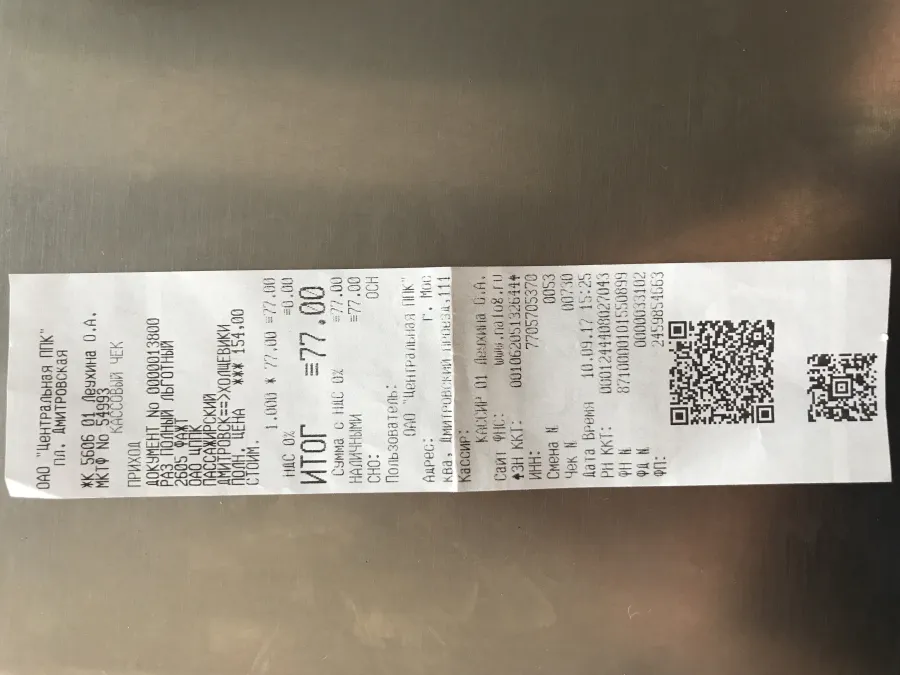 ОАО "Центральная ППК"
ПЛ. ДМИТРОВСКАЯ
*К 5606 01 Леухина О.А.
МКТФ No 54993
КАССОВЫЙ ЧЕК
ПРИХОД
ДОКУМЕНТ No 0000013800
РАЗ ПОЛНЫЙ ЛЬГОТНЫЙ
2605 ФАЖТ
ОАО ЦППК
ПАССАЖИРСКИЙ
ДМИТРОВСК==>ХОЛЩЕВИКИ
ПОЛН. ЦЕНА *** 154,00
СТОИМ.
1.000 * 77.00 =77.00
НДС 0% =0.00
ИТОГ =77.00
Сумма с НДС 0% =77.00
НАЛИЧНЫМИ =77.00
СНО: ОСН
Пользователь:
ОАО "Центральная ППК"
Адрес: Г. Мос
ква, Дмитровский проезд,111
Кассир:
КАССИР 01 Леухина О.А.
Сайт ФНС: www.nalog.ru
ЗН ККТ: 00106205132644
ИНН: 7705705370
Смена N 0053
Чек N 00730
Дата Время 10.09.17 15:25
РН ККТ: 0001244108027043
ФН N 8710000101550899
ФД N 0000033102
ФП: 2459854663